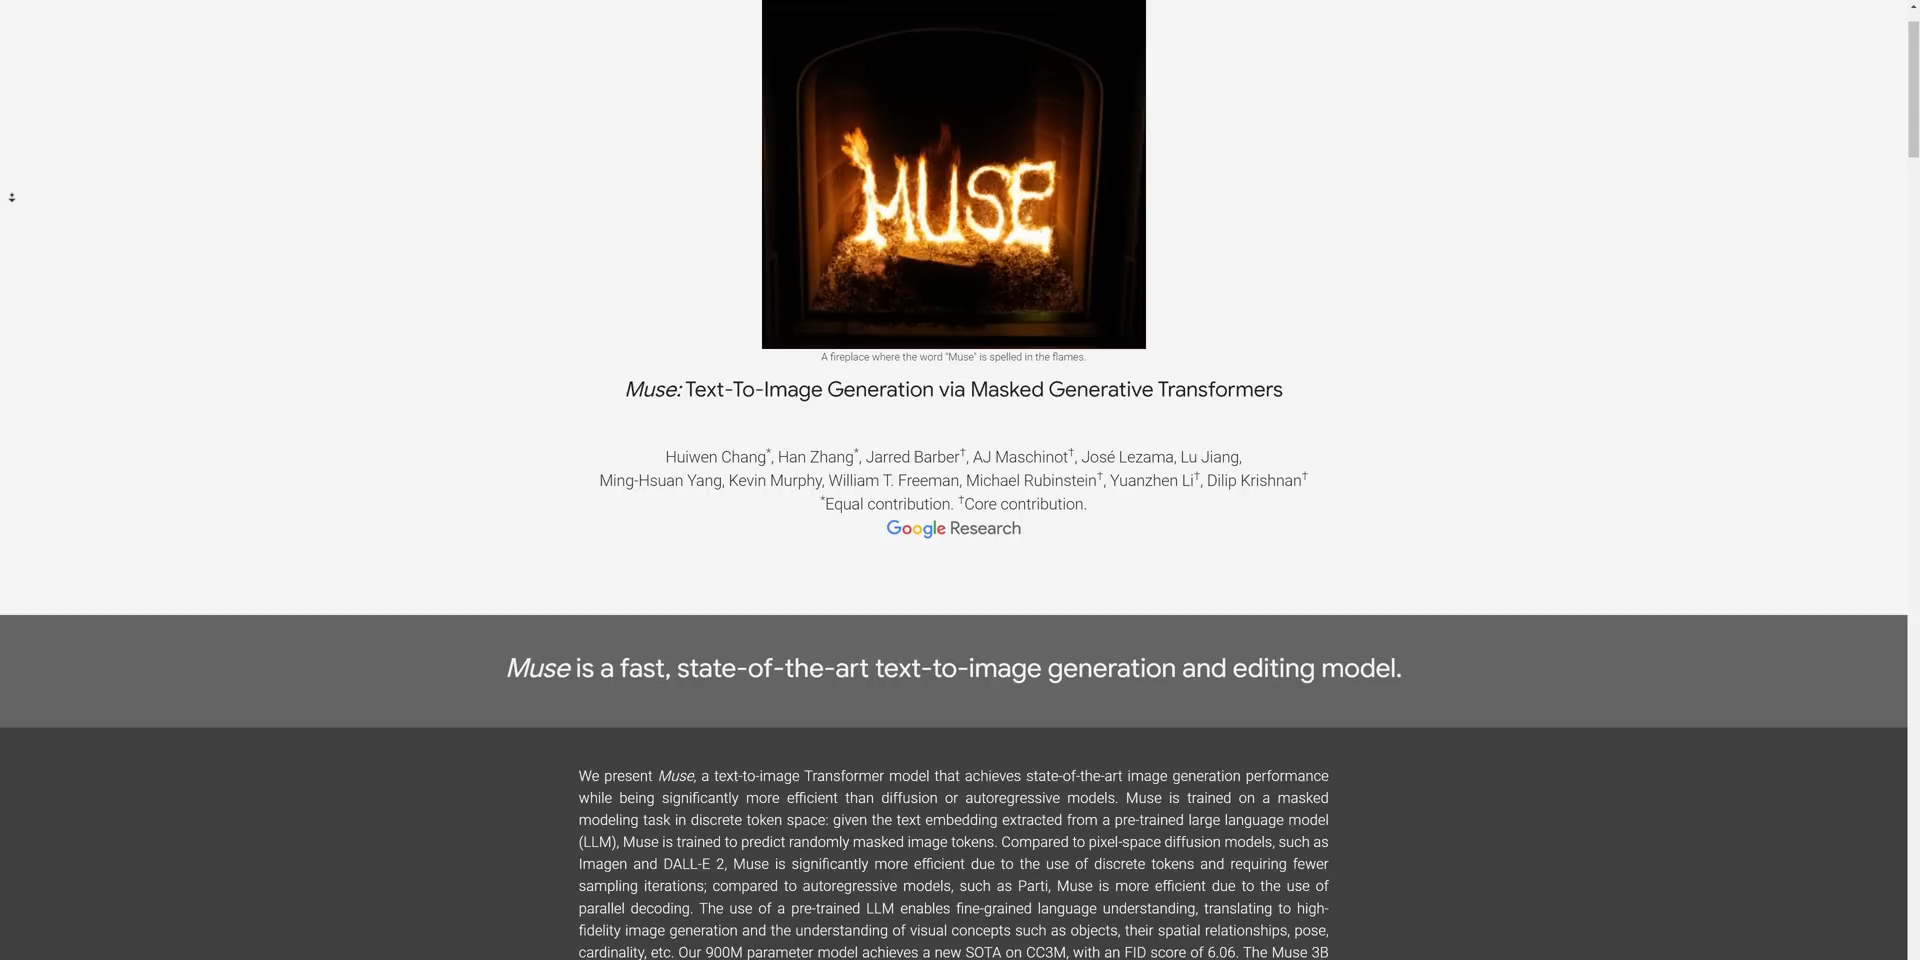 MUSE
A fireplace where the word "Muse" is spelled in the flames.
Muse: Text-To-Image Generation via Masked Generative Transformers
Huiwen Chang*, Han Zhang*, Jarred Barber†, AJ Maschinot†, José Lezama, Lu Jiang,
Ming-Hsuan Yang, Kevin Murphy, William T. Freeman, Michael Rubinstein†, Yuanzhen Li†, Dilip Krishnan†
*Equal contribution. †Core contribution.
Google Research
Muse is a fast, state-of-the-art text-to-image generation and editing model.
We present Muse, a text-to-image Transformer model that achieves state-of-the-art image generation performance
while being significantly more efficient than diffusion or autoregressive models. Muse is trained on a masked
modeling task in discrete token space: given the text embedding extracted from a pre-trained large language model
(LLM), Muse is trained to predict randomly masked image tokens. Compared to pixel-space diffusion models, such as
Imagen and DALL-E 2, Muse is significantly more efficient due to the use of discrete tokens and requiring fewer
sampling iterations; compared to autoregressive models, such as Parti, Muse is more efficient due to the use of
parallel decoding. The use of a pre-trained LLM enables fine-grained language understanding, translating to high-
fidelity image generation and the understanding of visual concepts such as objects, their spatial relationships, pose,
cardinality, etc. Our 900M parameter model achieves a new SOTA on CC3M, with an FID score of 6.06. The Muse 3B